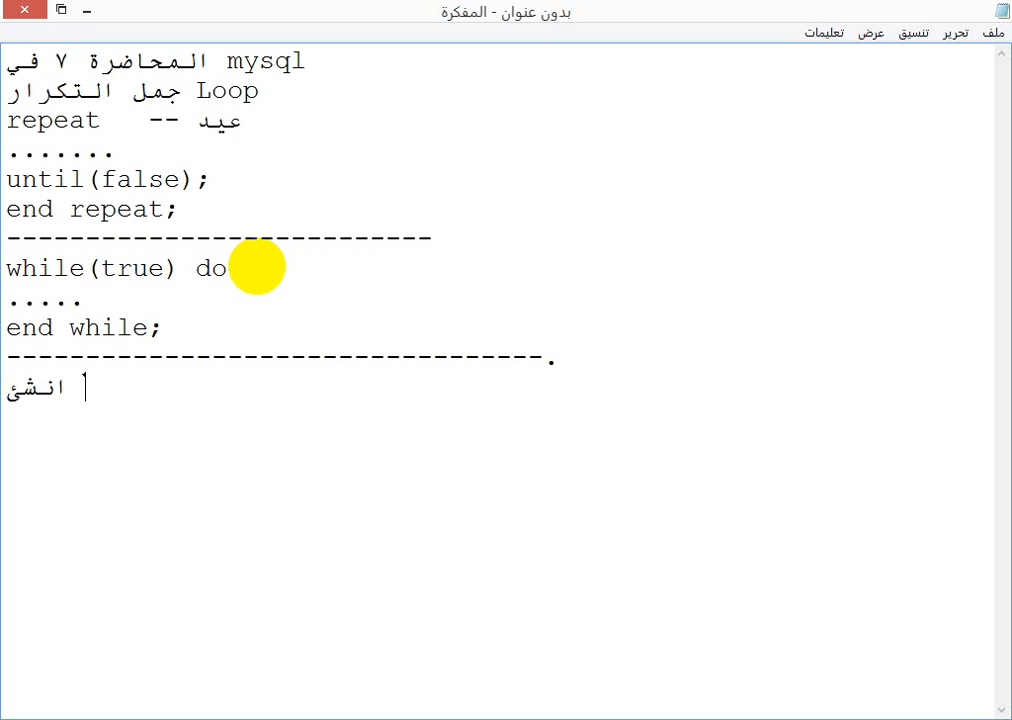 بدون عنوان - المفكرة
ملف تحرير تنسيق عرض تعليمات
المحاضرة ٧ في mysql
جمل التكرار Loop
repeat -- عيد
.......
until(false);
end repeat;
---------------------------
while(true) do
.....
end while;
----------------------------------.
انشئ